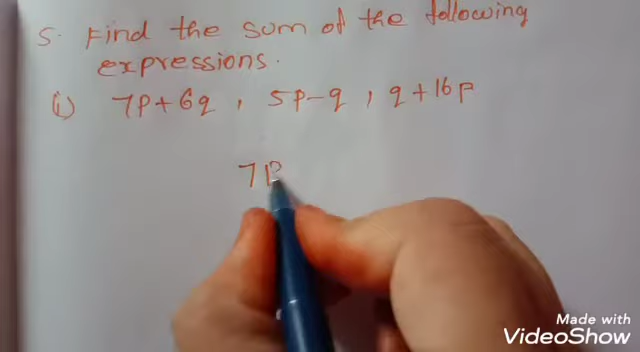 5. Find the sum of the following
expressions.
i) 7p+6q , 5p-q , q+16p
7p
Made with
VideoShow